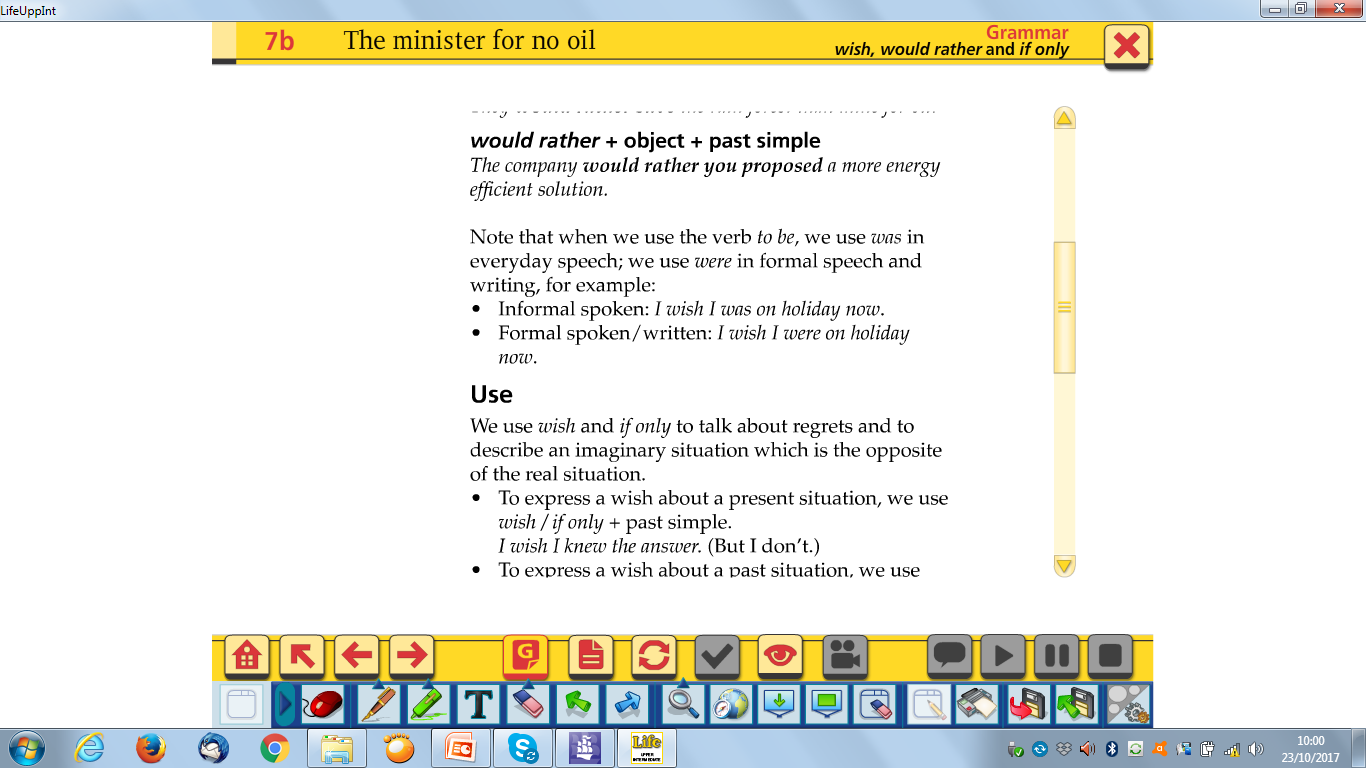 LifeUppInt
7b The minister for no oil
Grammar
wish, would rather and if only
would rather + object + past simple
The company would rather you proposed a more energy
efficient solution.
Note that when we use the verb to be, we use was in
everyday speech; we use were in formal speech and
writing, for example:
• Informal spoken: I wish I was on holiday now.
• Formal spoken/written: I wish I were on holiday
now.
Use
We use wish and if only to talk about regrets and to
describe an imaginary situation which is the opposite
of the real situation.
• To express a wish about a present situation, we use
wish / if only + past simple.
I wish I knew the answer. (But I don't.)
• To express a wish about a past situation, we use
G
T
Life
UPPER
INTERMEDIATE
10:00
23/10/2017